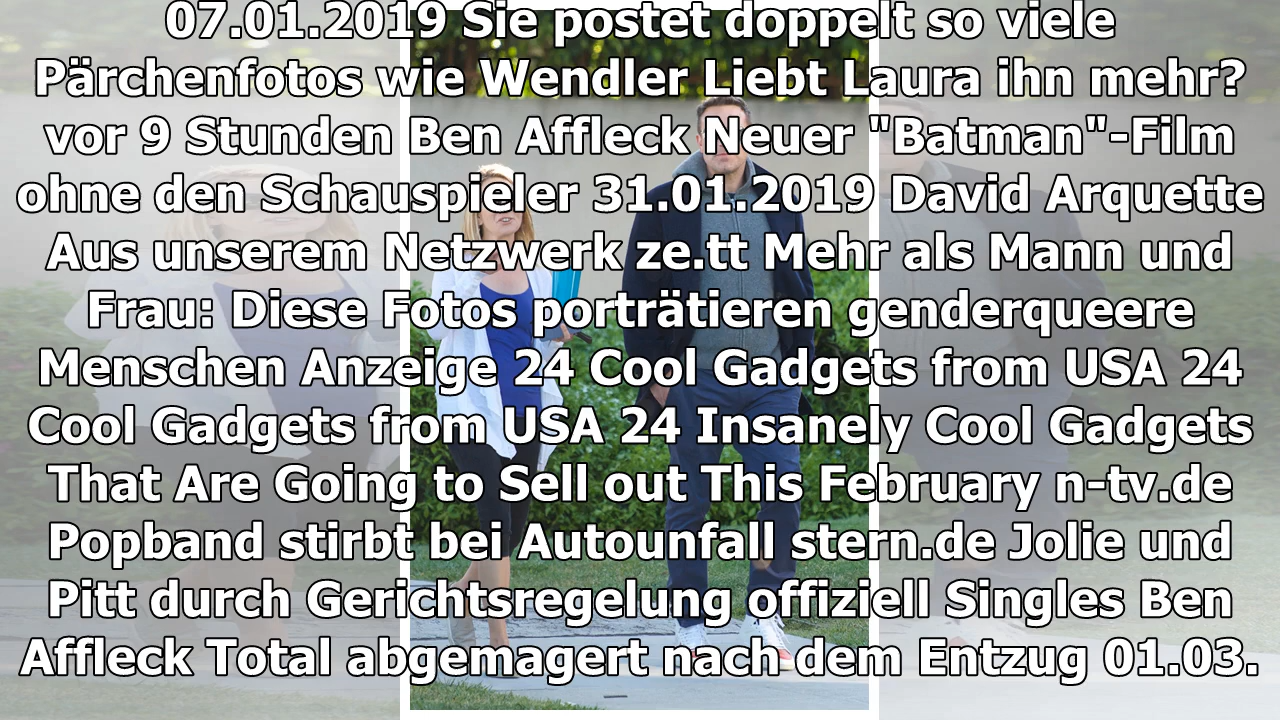 07.01.2019 Sie postet doppelt so viele
Pärchenfotos wie Wendler Liebt Laura ihn mehr?
vor 9 Stunden Ben Affleck Neuer "Batman"-Film
ohne den Schauspieler 31.01.2019 David Arquette
Aus unserem Netzwerk ze.tt Mehr als Mann und
Frau: Diese Fotos porträtieren genderqueere
Menschen Anzeige 24 Cool Gadgets from USA 24
Cool Gadgets from USA 24 Insanely Cool Gadgets
That Are Going to Sell out This February n-tv.de
Popband stirbt bei Autounfall stern.de Jolie und
Pitt durch Gerichtsregelung offiziell Singles Ben
Affleck Total abgemagert nach dem Entzug 01.03.